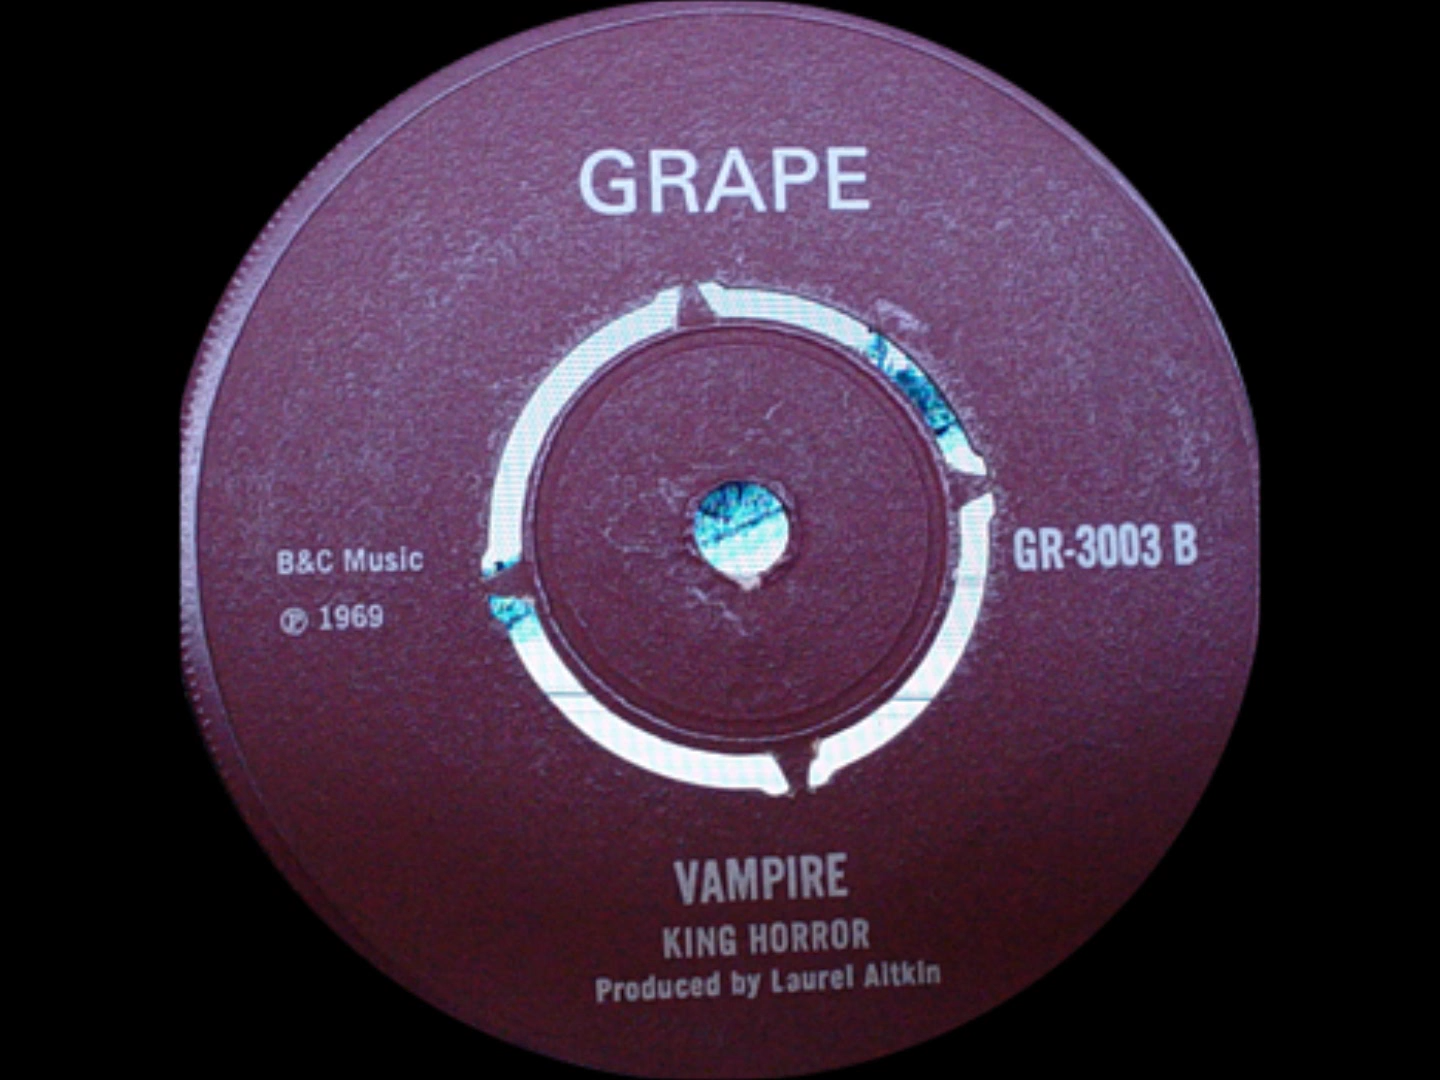 GRAPE
B&C Music
℗ 1969
GR-3003 B
VAMPIRE
KING HORROR
Produced by Laurel Aitkin